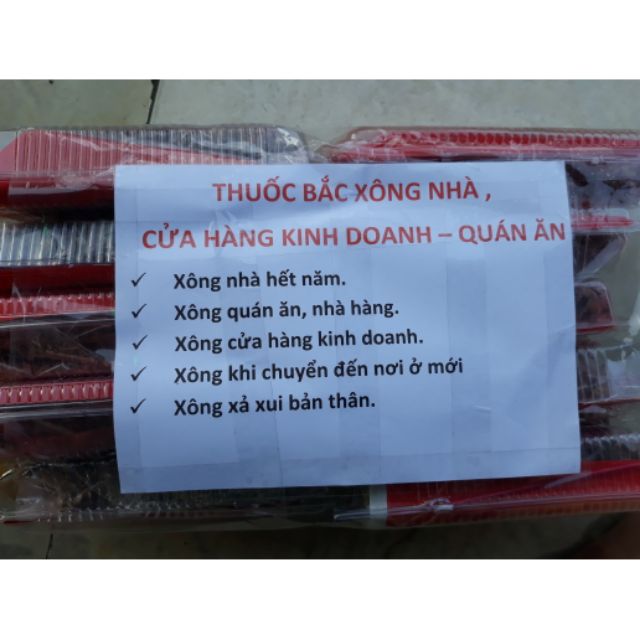 THUỐC BẮC XÔNG NHÀ ,
CỬA HÀNG KINH DOANH – QUÁN ĂN
✓ Xông nhà hết năm.
✓ Xông quán ăn, nhà hàng.
✓ Xông cửa hàng kinh doanh.
✓ Xông khi chuyển đến nơi ở mới
✓ Xông xả xui bản thân.